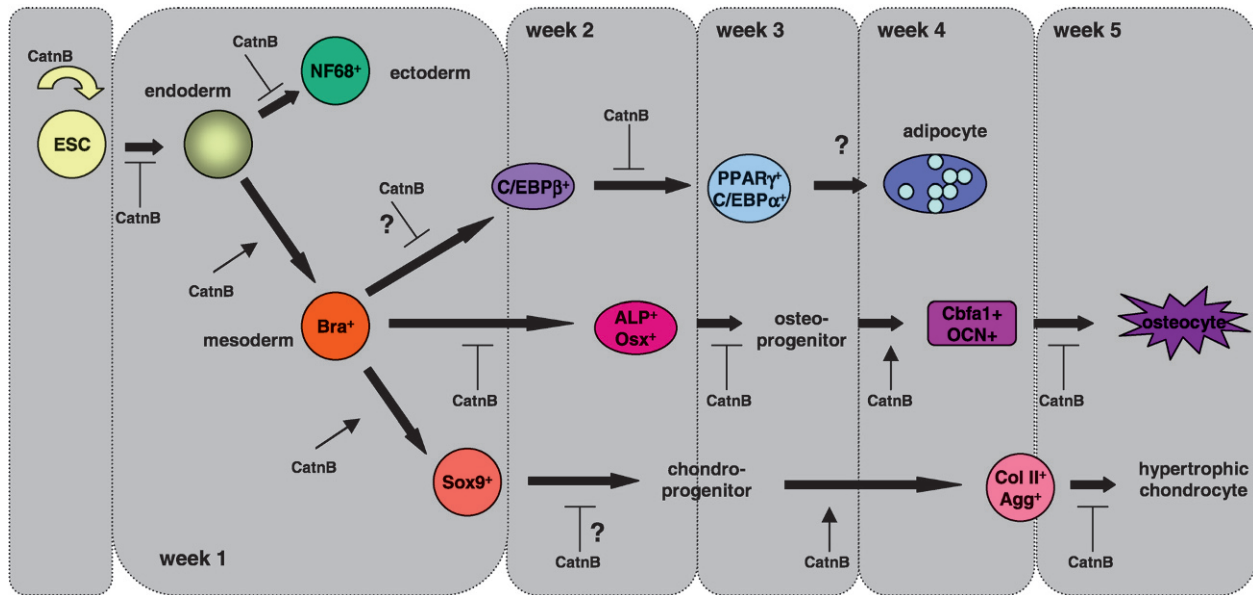 week 2
week 3
week 4
week 5
CatnB
CatnB
NF68⁺
ectoderm
endoderm
ESC
CatnB
CatnB
adipocyte
?
C/EBPβ⁺
PPARγ⁺
C/EBPα⁺
CatnB
CatnB
?
CatnB
Bra⁺
mesoderm
ALP⁺
Osx⁺
osteo-
progenitor
Cbfa1+
OCN+
osteocyte
CatnB
CatnB
CatnB
CatnB
CatnB
Sox9⁺
chondro-
progenitor
Col II⁺
Agg⁺
hypertrophic
chondrocyte
?
week 1
CatnB
CatnB
CatnB